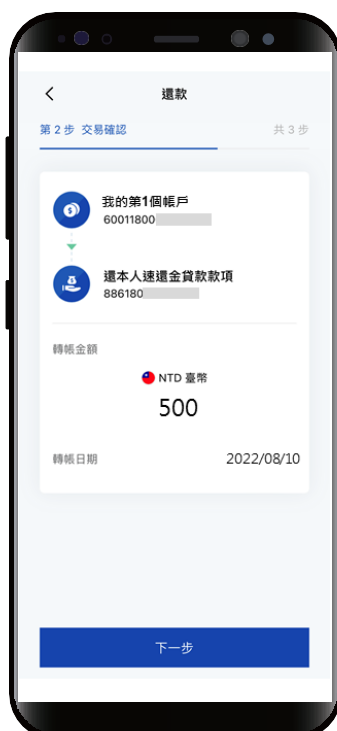 還款
第 2 步 交易確認
共 3 步
我的第1個帳戶
60011800
還本人速還金貸款款項
886180
轉帳金額
NTD 臺幣
500
轉帳日期
2022/08/10
下一步